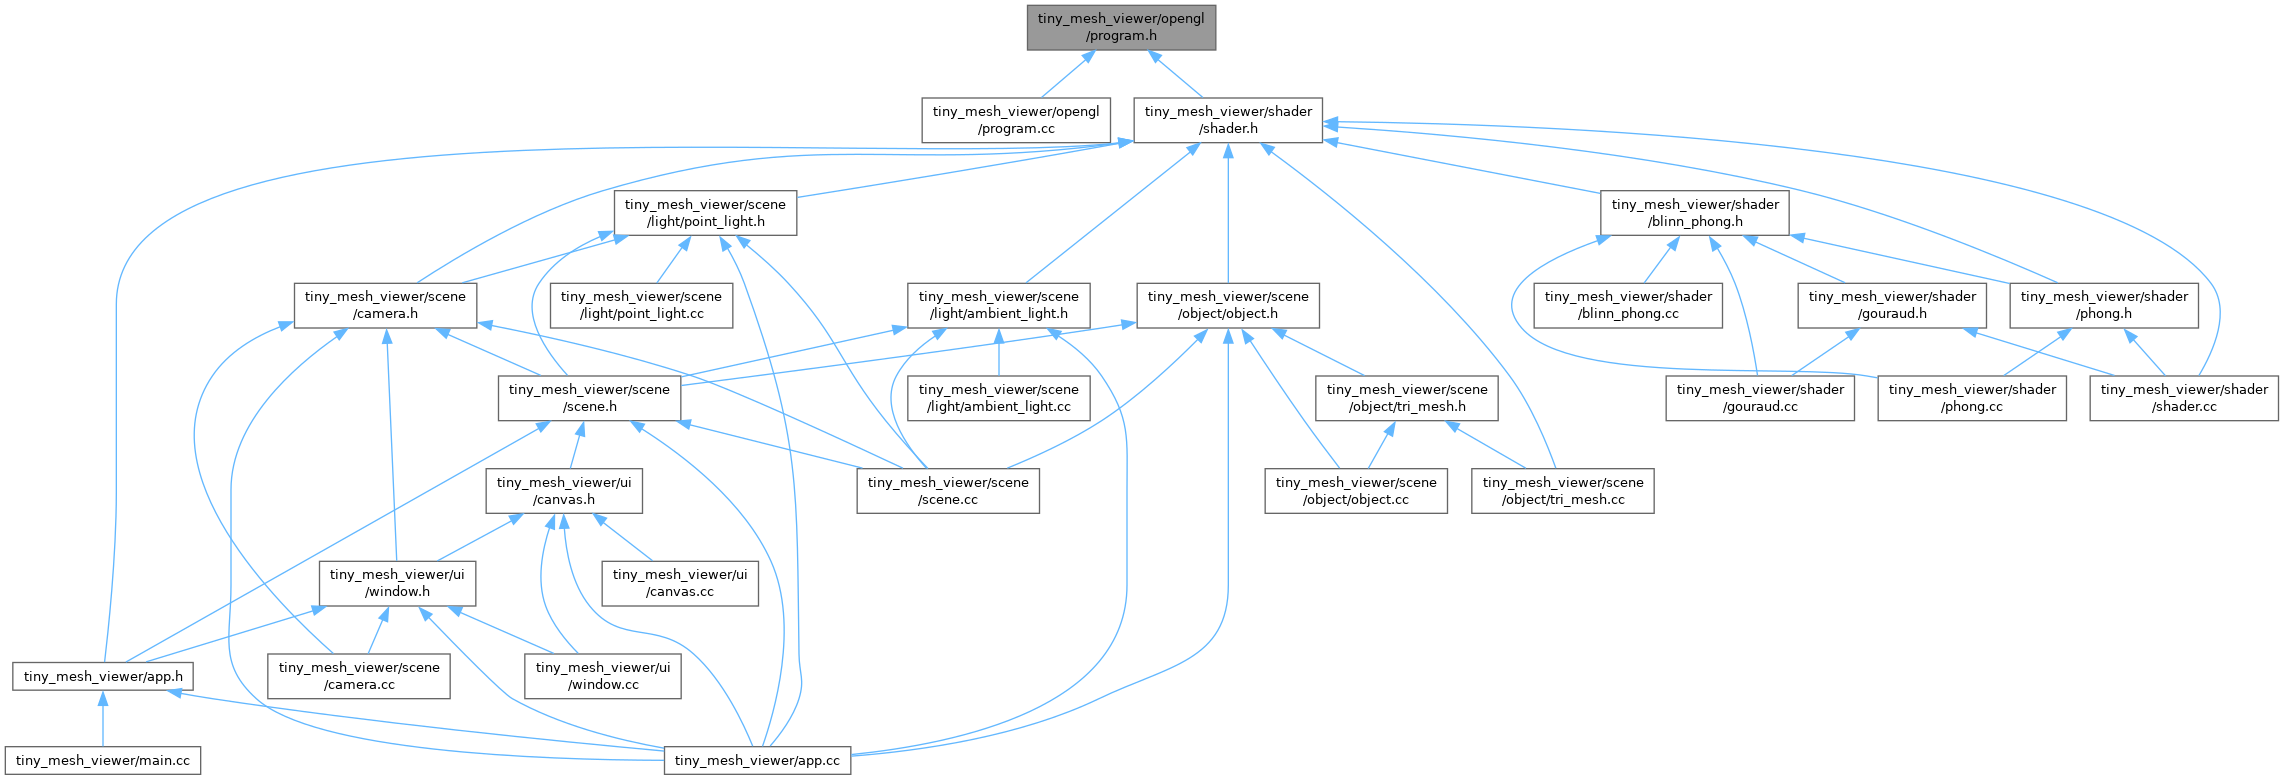 tiny_mesh_viewer/opengl
/program.h
tiny_mesh_viewer/opengl
/program.cc
tiny_mesh_viewer/shader
/shader.h
tiny_mesh_viewer/scene
/light/point_light.h
tiny_mesh_viewer/shader
/blinn_phong.h
tiny_mesh_viewer/scene
/camera.h
tiny_mesh_viewer/scene
/light/point_light.cc
tiny_mesh_viewer/scene
/light/ambient_light.h
tiny_mesh_viewer/scene
/object/object.h
tiny_mesh_viewer/shader
/blinn_phong.cc
tiny_mesh_viewer/shader
/gouraud.h
tiny_mesh_viewer/shader
/phong.h
tiny_mesh_viewer/scene
/scene.h
tiny_mesh_viewer/scene
/light/ambient_light.cc
tiny_mesh_viewer/scene
/object/tri_mesh.h
tiny_mesh_viewer/shader
/gouraud.cc
tiny_mesh_viewer/shader
/phong.cc
tiny_mesh_viewer/shader
/shader.cc
tiny_mesh_viewer/ui
/canvas.h
tiny_mesh_viewer/scene
/scene.cc
tiny_mesh_viewer/scene
/object/object.cc
tiny_mesh_viewer/scene
/object/tri_mesh.cc
tiny_mesh_viewer/ui
/window.h
tiny_mesh_viewer/ui
/canvas.cc
tiny_mesh_viewer/app.h
tiny_mesh_viewer/scene
/camera.cc
tiny_mesh_viewer/ui
/window.cc
tiny_mesh_viewer/main.cc
tiny_mesh_viewer/app.cc